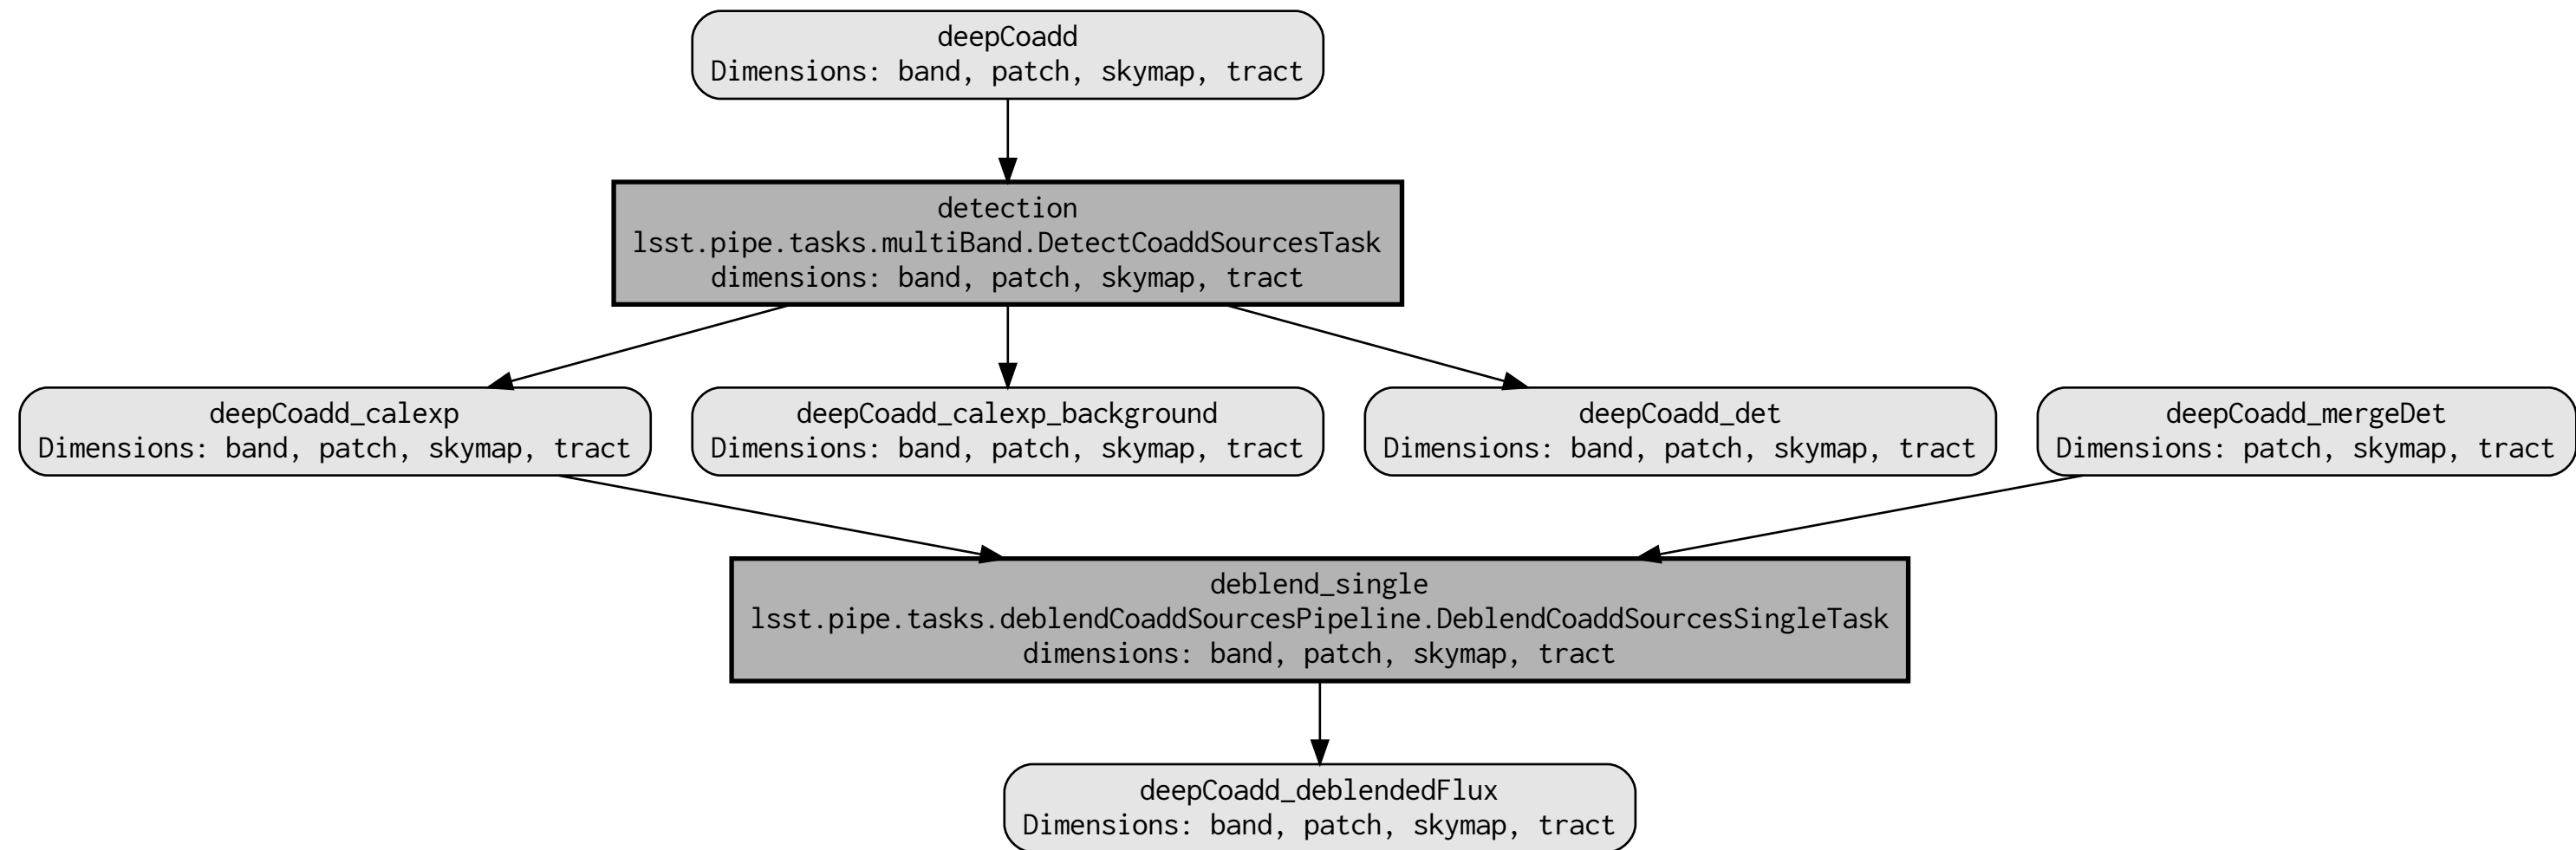 deepCoadd
Dimensions: band, patch, skymap, tract
detection
lsst.pipe.tasks.multiBand.DetectCoaddSourcesTask
dimensions: band, patch, skymap, tract
deepCoadd_calexp
Dimensions: band, patch, skymap, tract
deepCoadd_calexp_background
Dimensions: band, patch, skymap, tract
deepCoadd_det
Dimensions: band, patch, skymap, tract
deepCoadd_mergeDet
Dimensions: patch, skymap, tract
deblend_single
lsst.pipe.tasks.deblendCoaddSourcesPipeline.DeblendCoaddSourcesSingleTask
dimensions: band, patch, skymap, tract
deepCoadd_deblendedFlux
Dimensions: band, patch, skymap, tract